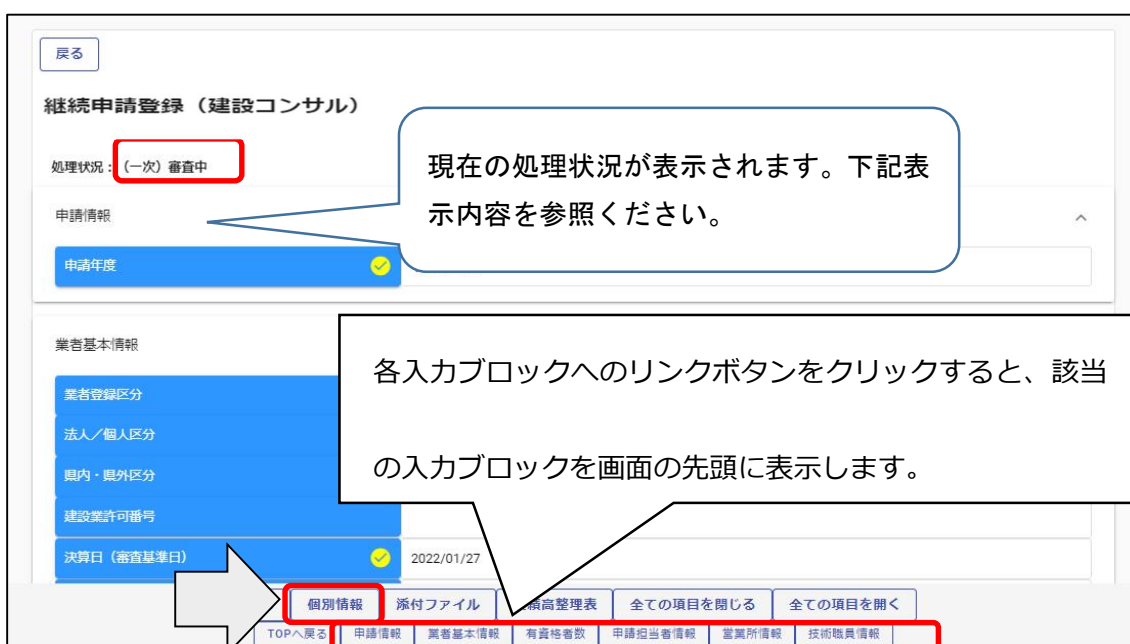 戻る
継続申請登録（建設コンサル）
処理状況：（一次）審査中
現在の処理状況が表示されます。下記表
示内容を参照ください。
申請情報
申請年度
業者基本情報
各入力ブロックへのリンクボタンをクリックすると、該当
の入力ブロックを画面の先頭に表示します。
業者登録区分
法人／個人区分
県内・県外区分
建設業許可番号
決算日（審査基準日） 2022/01/27
個別情報 添付ファイル 績高整理表 全ての項目を閉じる 全ての項目を開く
TOPへ戻る 申請情報 業者基本情報 有資格者数 申請担当者情報 営業所情報 技術職員情報